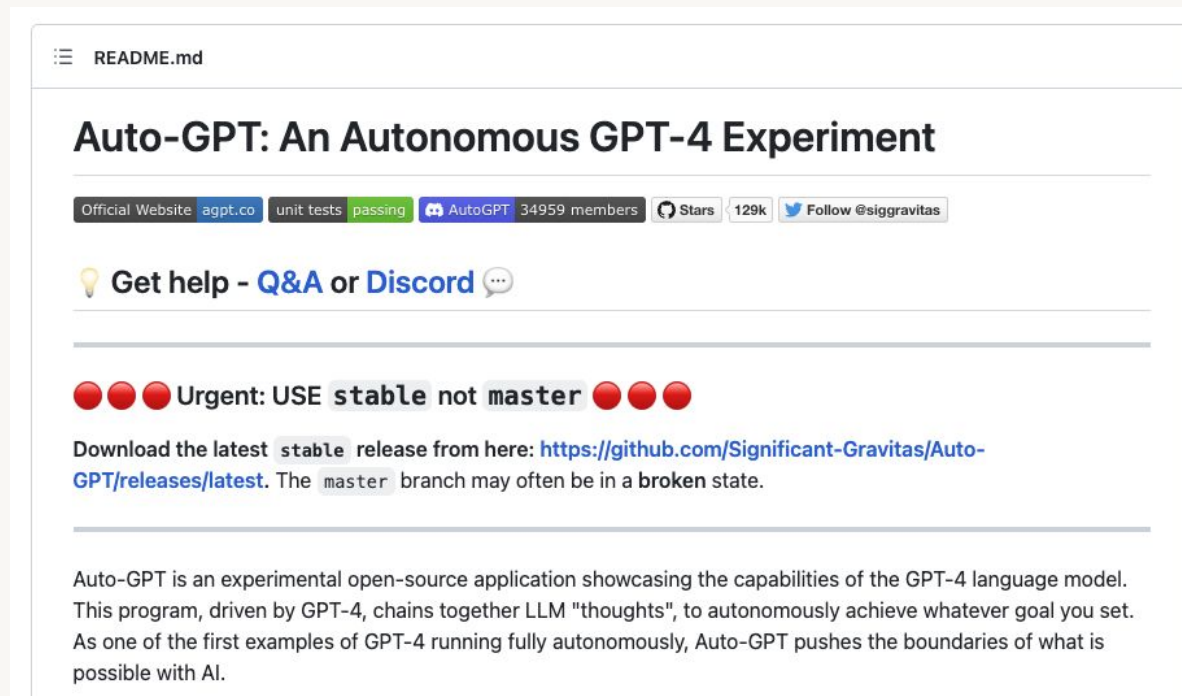 README.md
Auto-GPT: An Autonomous GPT-4 Experiment
Official Website agpt.co unit tests passing AutoGPT 34959 members Stars 129k Follow @siggravitas
💡 Get help - Q&A or Discord 💬
🔴🔴🔴 Urgent: USE stable not master 🔴🔴🔴
Download the latest stable release from here: https://github.com/Significant-Gravitas/Auto-
GPT/releases/latest. The master branch may often be in a broken state.
Auto-GPT is an experimental open-source application showcasing the capabilities of the GPT-4 language model.
This program, driven by GPT-4, chains together LLM "thoughts", to autonomously achieve whatever goal you set.
As one of the first examples of GPT-4 running fully autonomously, Auto-GPT pushes the boundaries of what is
possible with AI.